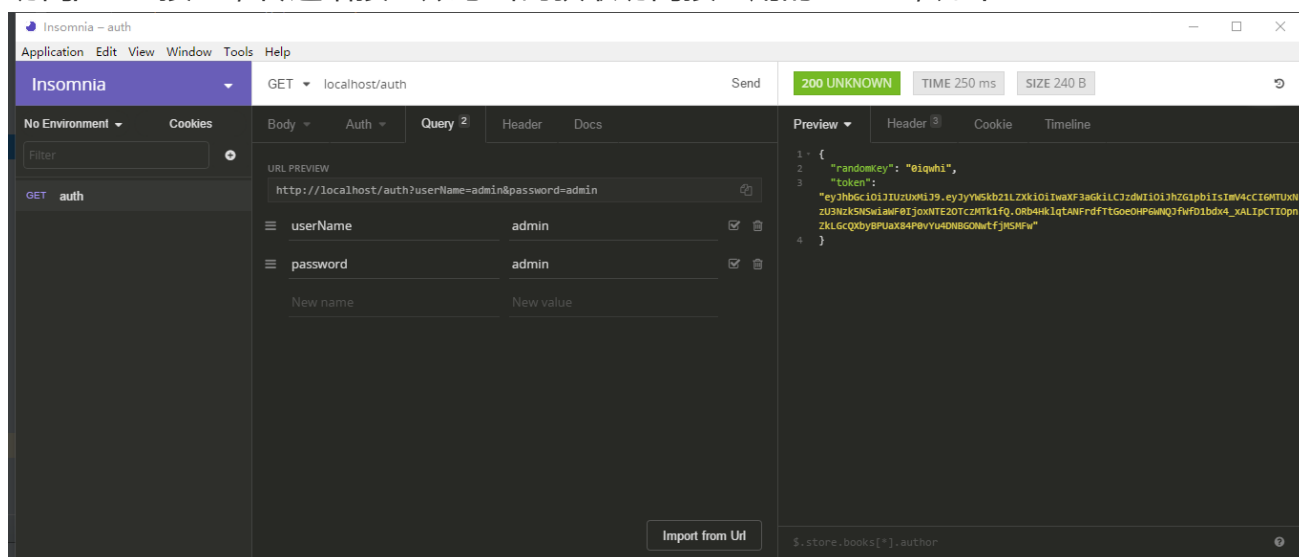 Insomnia – auth
Application Edit View Window Tools Help
Insomnia
GET localhost/auth Send
200 UNKNOWN TIME 250 ms SIZE 240 B
No Environment Cookies
Body Auth Query 2 Header Docs
Preview Header 3 Cookie Timeline
Filter
GET auth
URL PREVIEW
http://localhost/auth?userName=admin&password=admin
userName admin
password admin
New name New value
Import from Url
1 {
2 "randomKey": "0iqwhi",
3 "token":
4 }
$.store.books[*].author